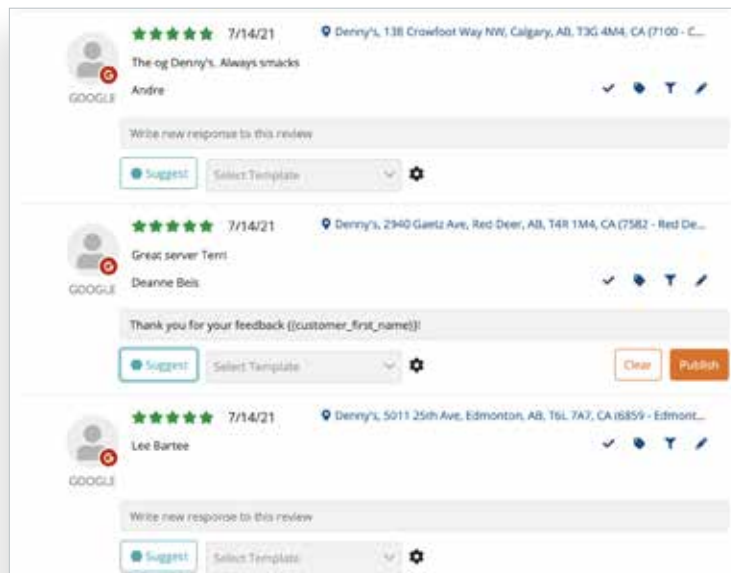 ★★★★★ 7/14/21 Denny's, 138 Crowfoot Way NW, Calgary, AB, T3G 4M4, CA (7100 - C...
The og Denny's. Always smacks
G
GOOGLE Andre
Write new response to this review
Suggest Select Template
★★★★★ 7/14/21 Denny's, 2940 Gaetz Ave, Red Deer, AB, T4R 1M4, CA (7582 - Red De...
Great server Terri
G
GOOGLE Deanne Beis
Thank you for your feedback {{customer_first_name}}!
Suggest Select Template Clear Publish
★★★★★ 7/14/21 Denny's, 5011 25th Ave, Edmonton, AB, T6L 7A7, CA (6859 - Edmont...
Lee Bartee
G
GOOGLE
Write new response to this review
Suggest Select Template